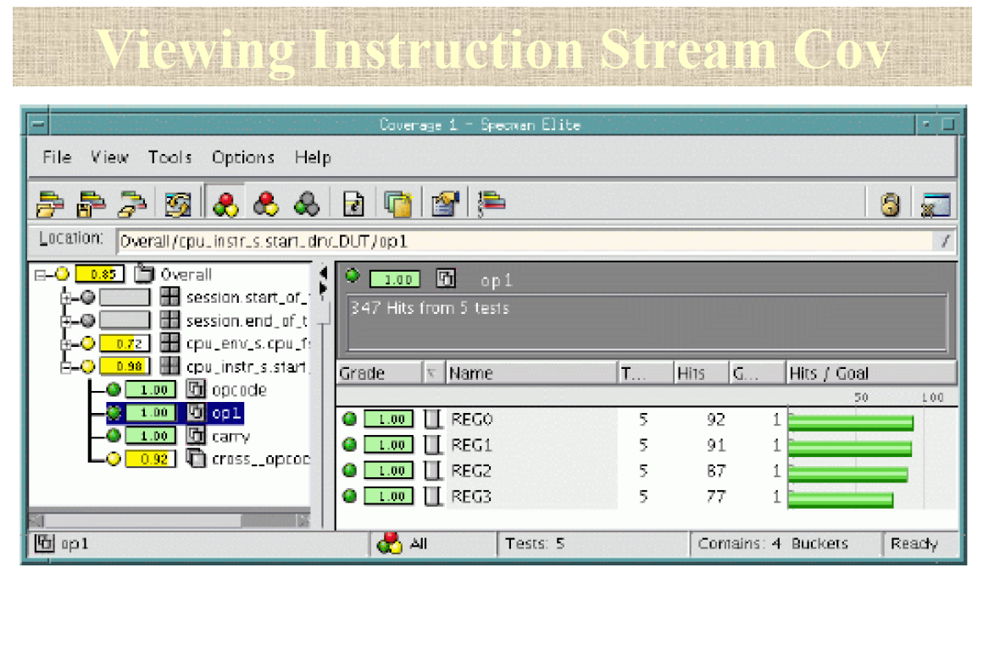 Viewing Instruction Stream Cov
Coverage 1 - Specman Elite
File View Tools Options Help
Location: Overall/cpu_instr_s.start_drv_DUT/op1
0.85 Overall
session.start_of_
session.end_of_t
0.72 cpu_env_s.cpu_f
0.98 cpu_instr_s.start
1.00 opcode
1.00 op1
1.00 carry
0.92 cross__opcoc
1.00 op1
347 Hits from 5 tests
Grade Name T... Hits G... Hits / Goal
50 100
1.00 REG0 5 92 1
1.00 REG1 5 91 1
1.00 REG2 5 87 1
1.00 REG3 5 77 1
op1 All Tests: 5 Contains: 4 Buckets Ready